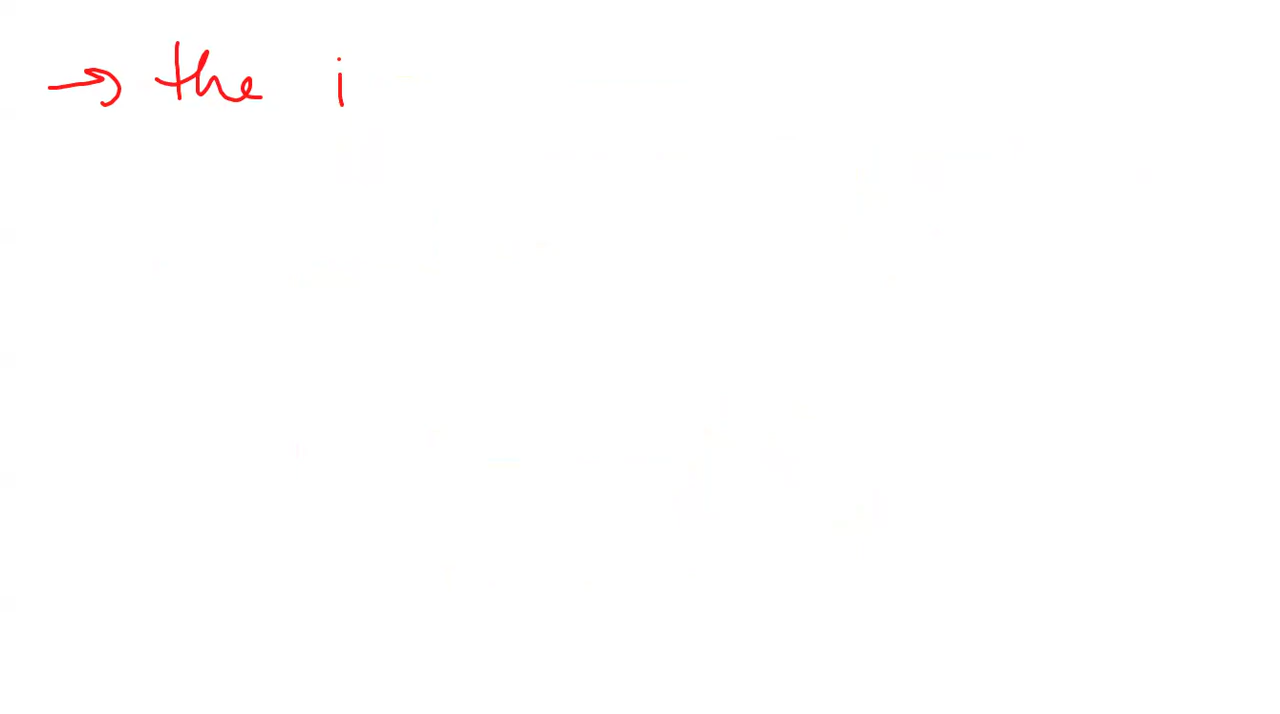 → the i